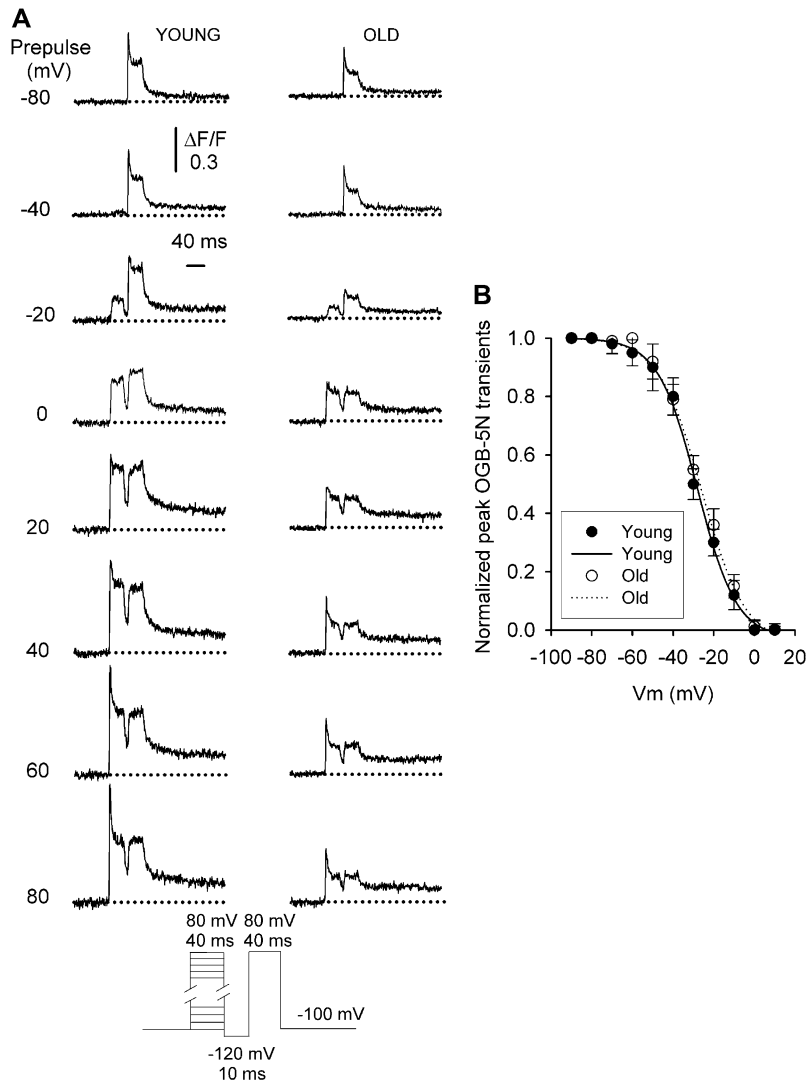 A
YOUNG
OLD
Prepulse
(mV)
-80
ΔF/F
0.3
-40
40 ms
-20
0
20
40
60
80
80 mV 80 mV
40 ms 40 ms
-100 mV
-120 mV
10 ms
B
Normalized peak OGB-5N transients
1.0
0.8
0.6
0.4
0.2
0.0
Young
Young
Old
Old
-100 -80 -60 -40 -20 0 20
Vm (mV)